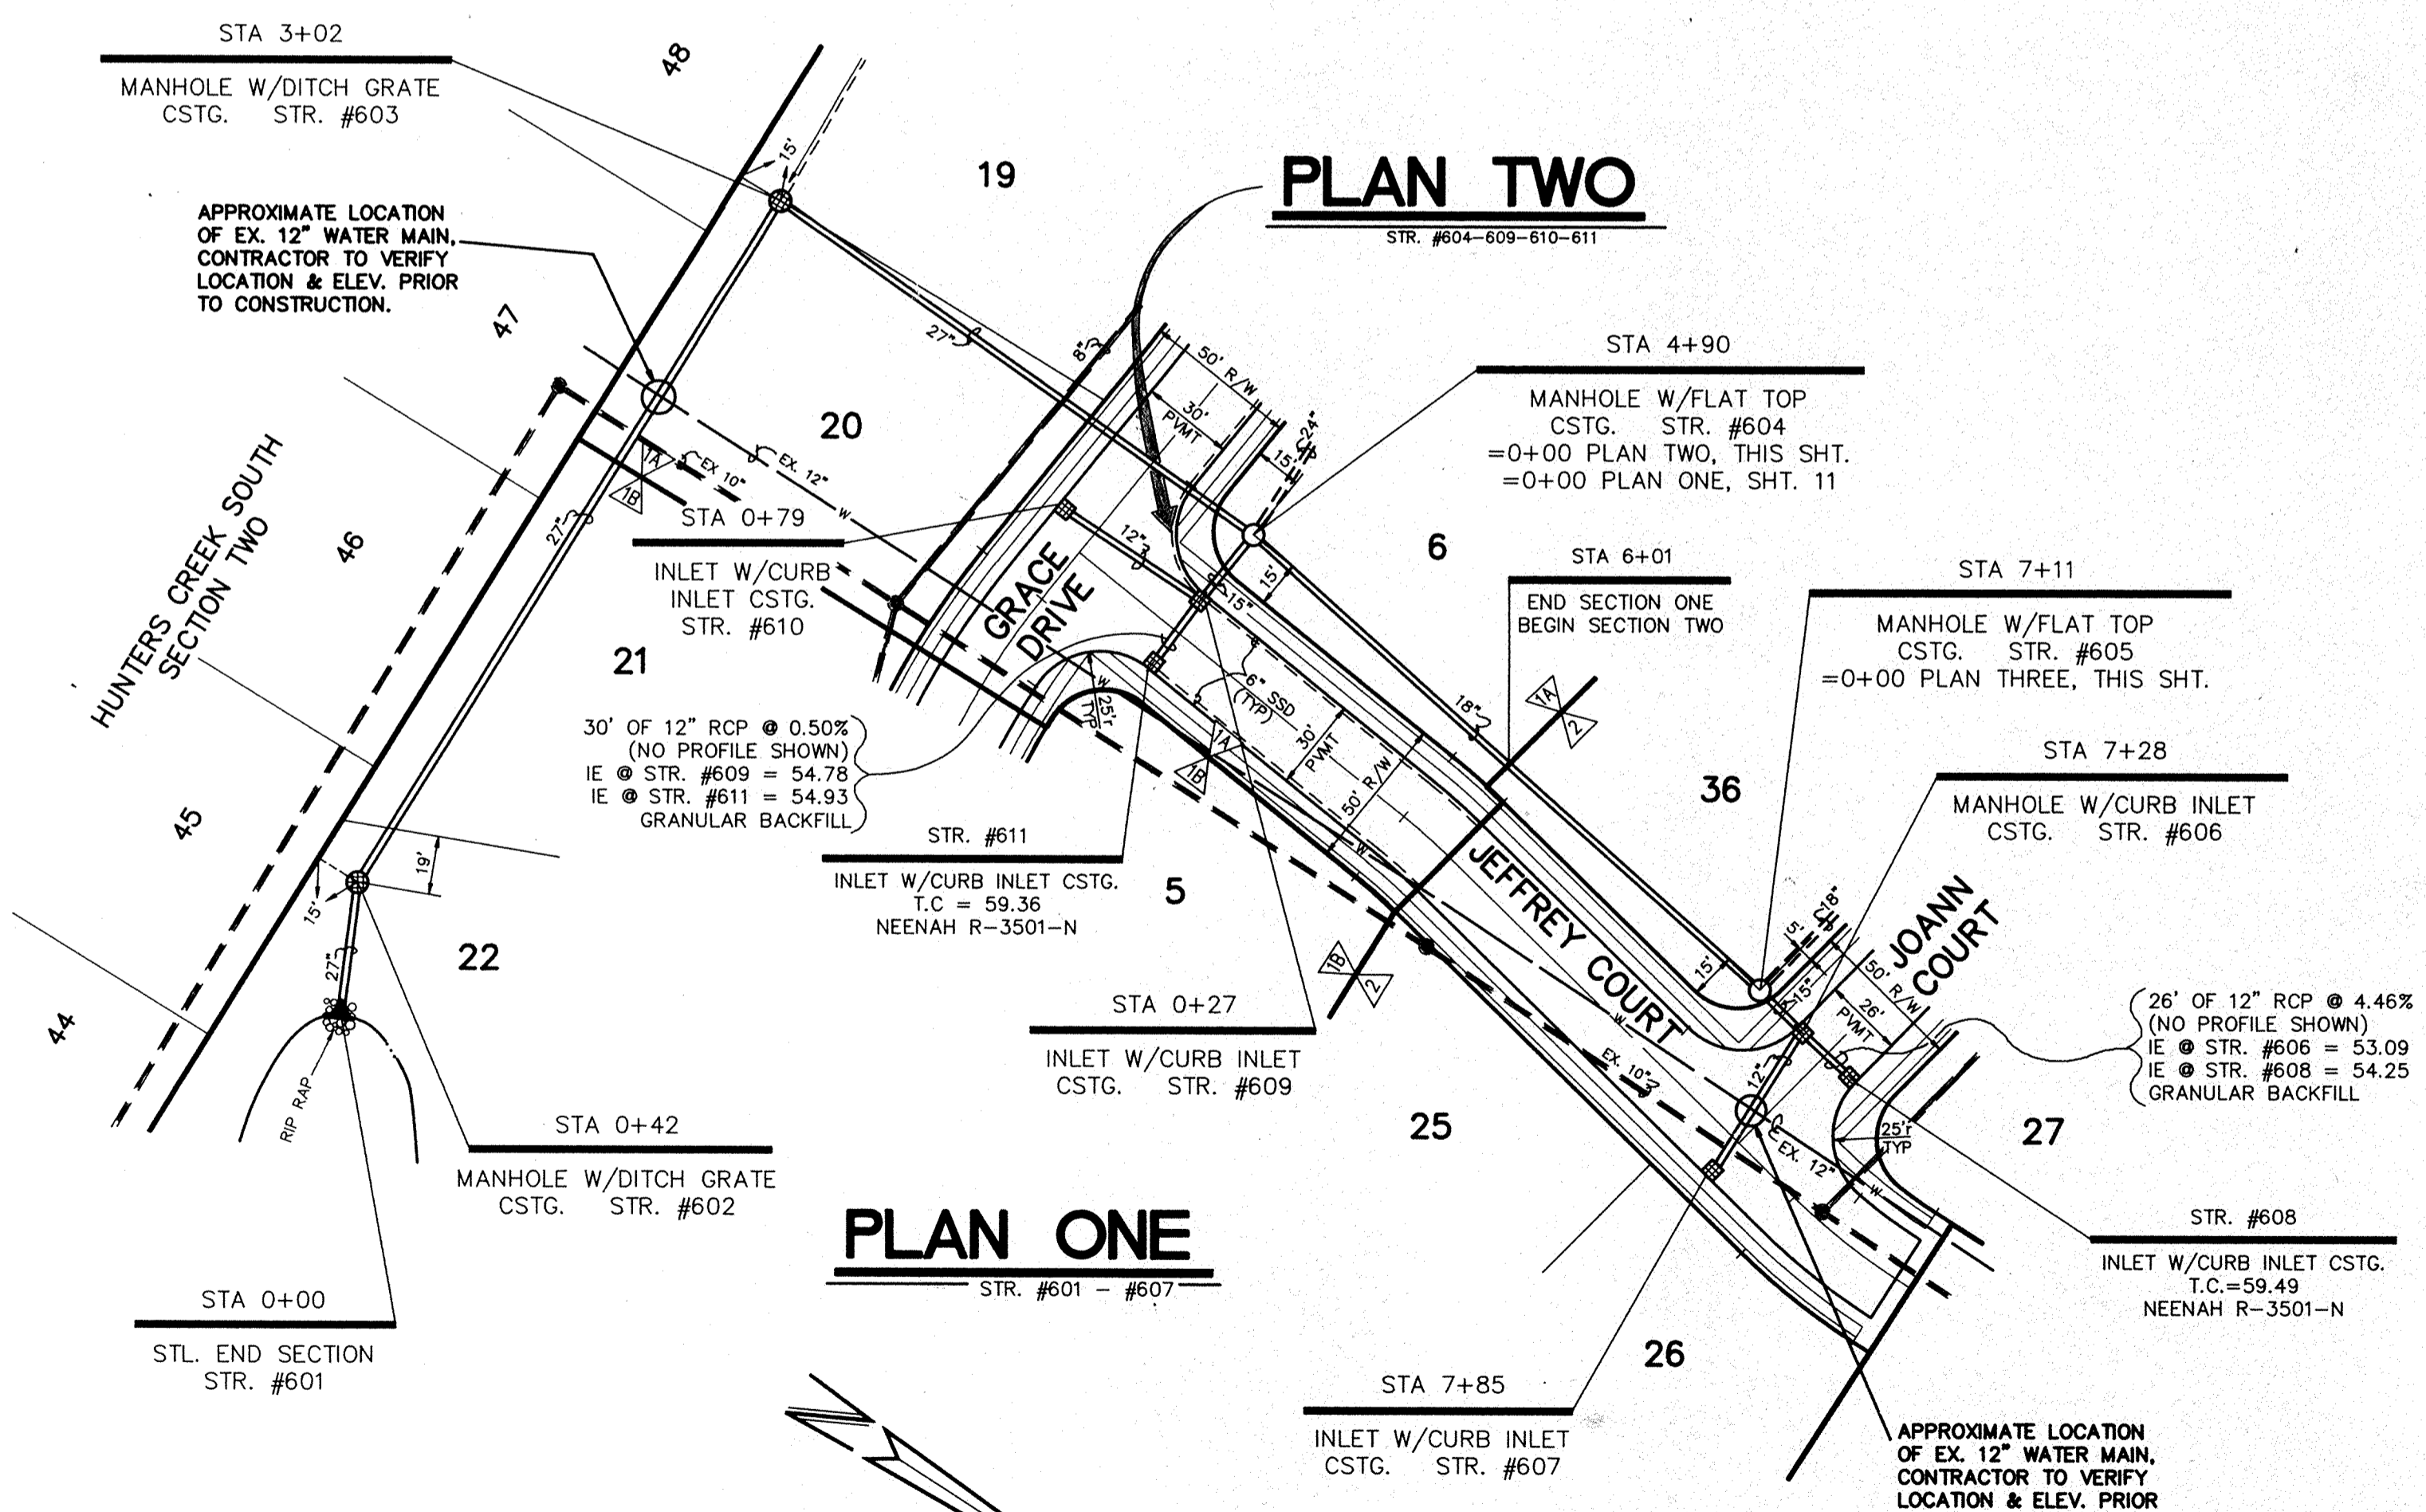 STA 3+02
MANHOLE W/DITCH GRATE
CSTG. STR. #603
48
15'
19
PLAN TWO
STR. #604-609-610-611
APPROXIMATE LOCATION
OF EX. 12" WATER MAIN,
CONTRACTOR TO VERIFY
LOCATION & ELEV. PRIOR
TO CONSTRUCTION.
47
27"
8"
50' R/W
30'
PVMT
24"
15'
STA 4+90
MANHOLE W/FLAT TOP
CSTG. STR. #604
=0+00 PLAN TWO, THIS SHT.
=0+00 PLAN ONE, SHT. 11
20
1A
1B
EX 10"
EX. 12"
W
HUNTERS CREEK SOUTH
SECTION TWO
46
27"
STA 0+79
INLET W/CURB
INLET CSTG.
STR. #610
12"
GRACE
DRIVE
15"
15'
6
STA 6+01
END SECTION ONE
BEGIN SECTION TWO
STA 7+11
MANHOLE W/FLAT TOP
CSTG. STR. #605
=0+00 PLAN THREE, THIS SHT.
21
30' OF 12" RCP @ 0.50%
(NO PROFILE SHOWN)
IE @ STR. #609 = 54.78
IE @ STR. #611 = 54.93
GRANULAR BACKFILL
W
25'r
TYP
6" SSD
(TYP)
1A
1B
30'
PVMT
50' R/W
18"
1A
2
36
STA 7+28
MANHOLE W/CURB INLET
CSTG. STR. #606
45
19'
15'
STR. #611
INLET W/CURB INLET CSTG.
T.C = 59.36
NEENAH R-3501-N
5
W
JEFFREY COURT
JOANN
COURT
18"
5'
50' R/W
26'
PVMT
15'
15"
26' OF 12" RCP @ 4.46%
(NO PROFILE SHOWN)
IE @ STR. #606 = 53.09
IE @ STR. #608 = 54.25
GRANULAR BACKFILL
22
27"
44
RIP RAP
1B
2
STA 0+27
INLET W/CURB INLET
CSTG. STR. #609
W
EX. 10"
12"
25
EX. 12"
W
25'r
TYP
27
STA 0+42
MANHOLE W/DITCH GRATE
CSTG. STR. #602
PLAN ONE
STR. #601 - #607
STR. #608
INLET W/CURB INLET CSTG.
T.C.=59.49
NEENAH R-3501-N
STA 0+00
STL. END SECTION
STR. #601
26
STA 7+85
INLET W/CURB INLET
CSTG. STR. #607
APPROXIMATE LOCATION
OF EX. 12" WATER MAIN,
CONTRACTOR TO VERIFY
LOCATION & ELEV. PRIOR